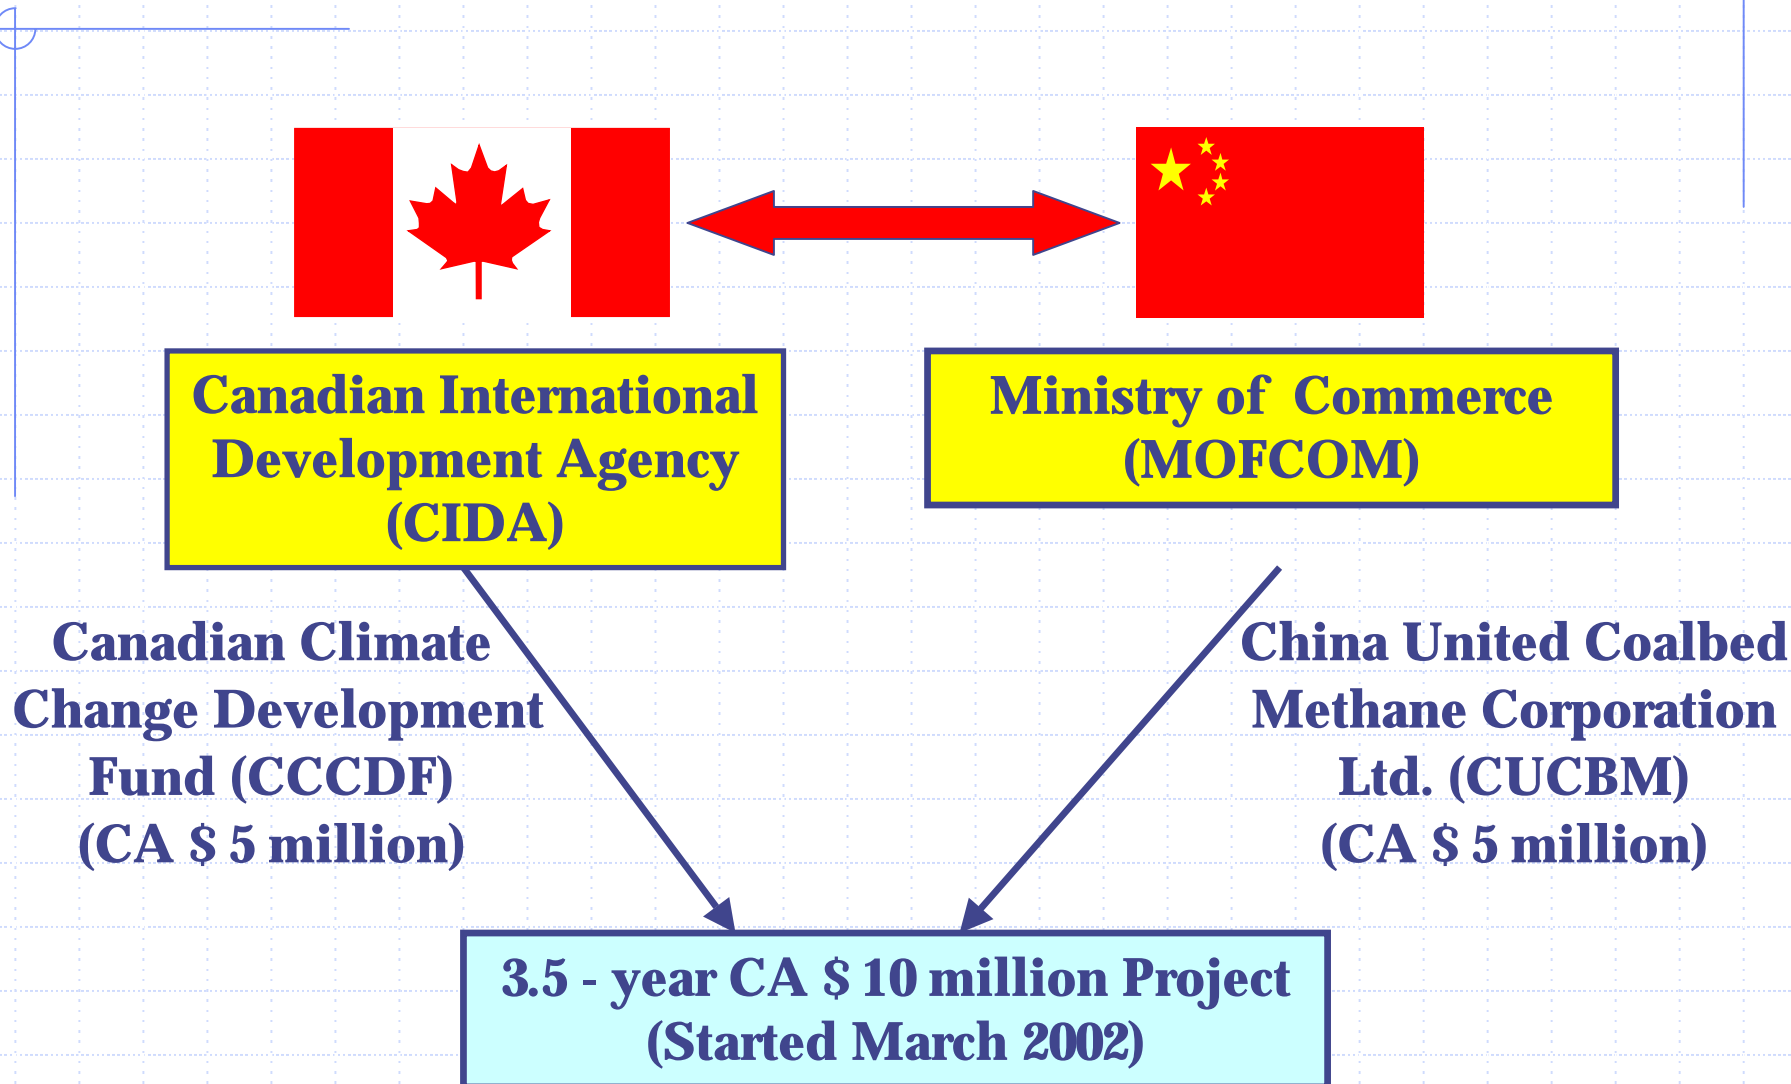 Canadian International
Development Agency
(CIDA)
Ministry of  Commerce
(MOFCOM)
Canadian Climate
Change Development
Fund (CCCDF)
(CA $ 5 million)
China United Coalbed
Methane Corporation
Ltd. (CUCBM)
(CA $ 5 million)
3.5 - year CA $ 10 million Project
(Started March 2002)